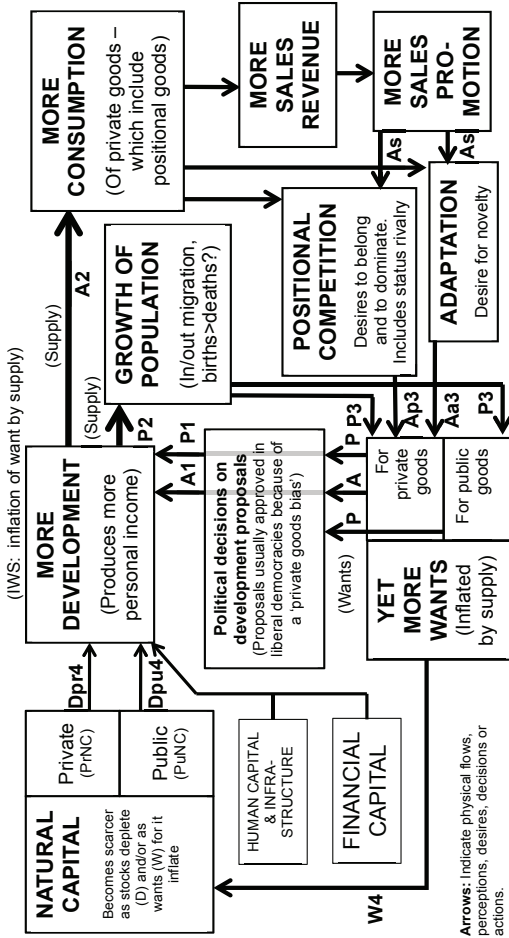 (IWS: inflation of want by supply)
NATURAL
CAPITAL
Becomes scarcer
as stocks deplete
(D) and/or as
wants (W) for it
inflate
Private
(PrNC)
Public
(PuNC)
Dpr4
Dpu4
HUMAN CAPITAL
& INFRA-
STRUCTURE
FINANCIAL
CAPITAL
W4
Arrows: Indicate physical flows,
perceptions, desires, decisions or
actions.
MORE
DEVELOPMENT
(Produces more
personal income)
(Supply)
A2
(Supply)
P2
A1
P1
Political decisions on
development proposals
(Proposals usually approved in
liberal democracies because of
a 'private goods bias')
(Wants)
P
A
P
P3
YET
MORE
WANTS
(Inflated
by supply)
For
private
goods
For public
goods
Ap3
Aa3
P3
GROWTH OF
POPULATION
(In/out migration,
births>deaths?)
MORE
CONSUMPTION
(Of private goods –
which include
positional goods)
MORE
SALES
REVENUE
MORE
SALES
PRO-
MOTION
As
As
POSITIONAL
COMPETITION
Desires to belong
and to dominate.
Includes status rivalry
ADAPTATION
Desire for novelty